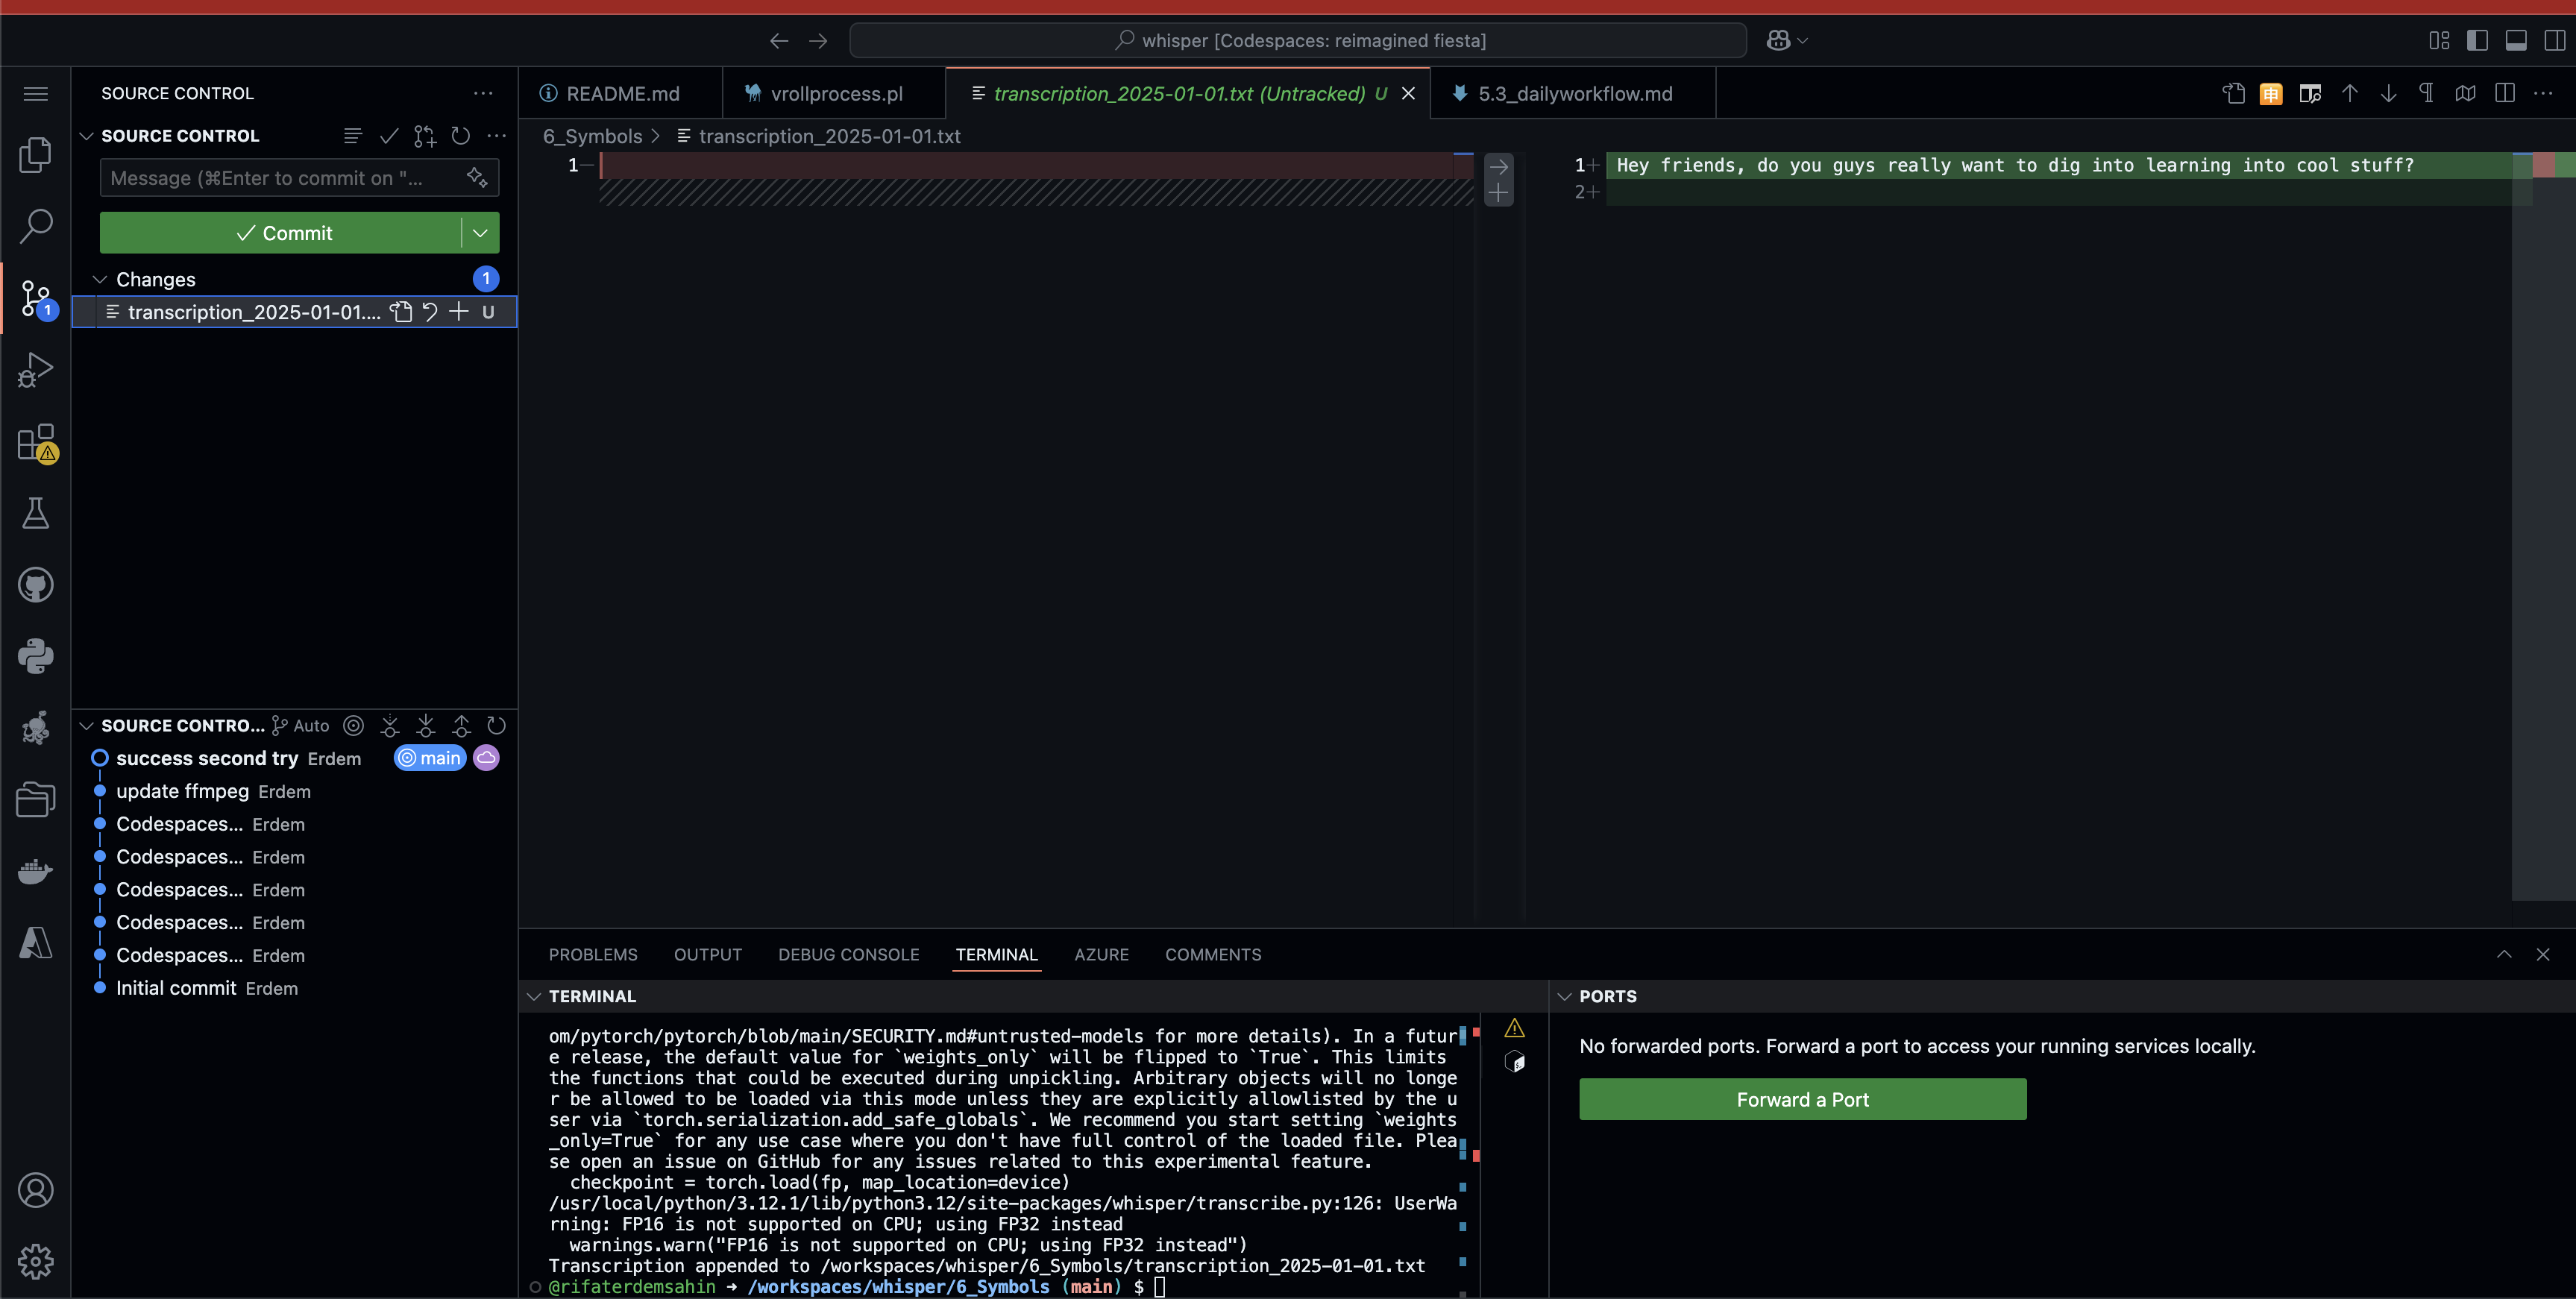 whisper [Codespaces: reimagined fiesta]
SOURCE CONTROL
README.md
vrollprocess.pl
transcription_2025-01-01.txt (Untracked) U
5.3_dailyworkflow.md
SOURCE CONTROL
6_Symbols > transcription_2025-01-01.txt
Message (⌘Enter to commit on "...
Commit
Changes 1
transcription_2025-01-01.... U
1
1
1+ Hey friends, do you guys really want to dig into learning into cool stuff?
2+
SOURCE CONTRO... Auto
success second try Erdem main
update ffmpeg Erdem
Codespaces... Erdem
Codespaces... Erdem
Codespaces... Erdem
Codespaces... Erdem
Codespaces... Erdem
Initial commit Erdem
PROBLEMS OUTPUT DEBUG CONSOLE TERMINAL AZURE COMMENTS
TERMINAL
om/pytorch/pytorch/blob/main/SECURITY.md#untrusted-models for more details). In a futur
e release, the default value for `weights_only` will be flipped to `True`. This limits
the functions that could be executed during unpickling. Arbitrary objects will no longe
r be allowed to be loaded via this mode unless they are explicitly allowlisted by the u
ser via `torch.serialization.add_safe_globals`. We recommend you start setting `weights
_only=True` for any use case where you don't have full control of the loaded file. Plea
se open an issue on GitHub for any issues related to this experimental feature.
checkpoint = torch.load(fp, map_location=device)
/usr/local/python/3.12.1/lib/python3.12/site-packages/whisper/transcribe.py:126: UserWa
rning: FP16 is not supported on CPU; using FP32 instead
warnings.warn("FP16 is not supported on CPU; using FP32 instead")
Transcription appended to /workspaces/whisper/6_Symbols/transcription_2025-01-01.txt
@rifaterdemsahin ➜ /workspaces/whisper/6_Symbols (main) $
PORTS
No forwarded ports. Forward a port to access your running services locally.
Forward a Port